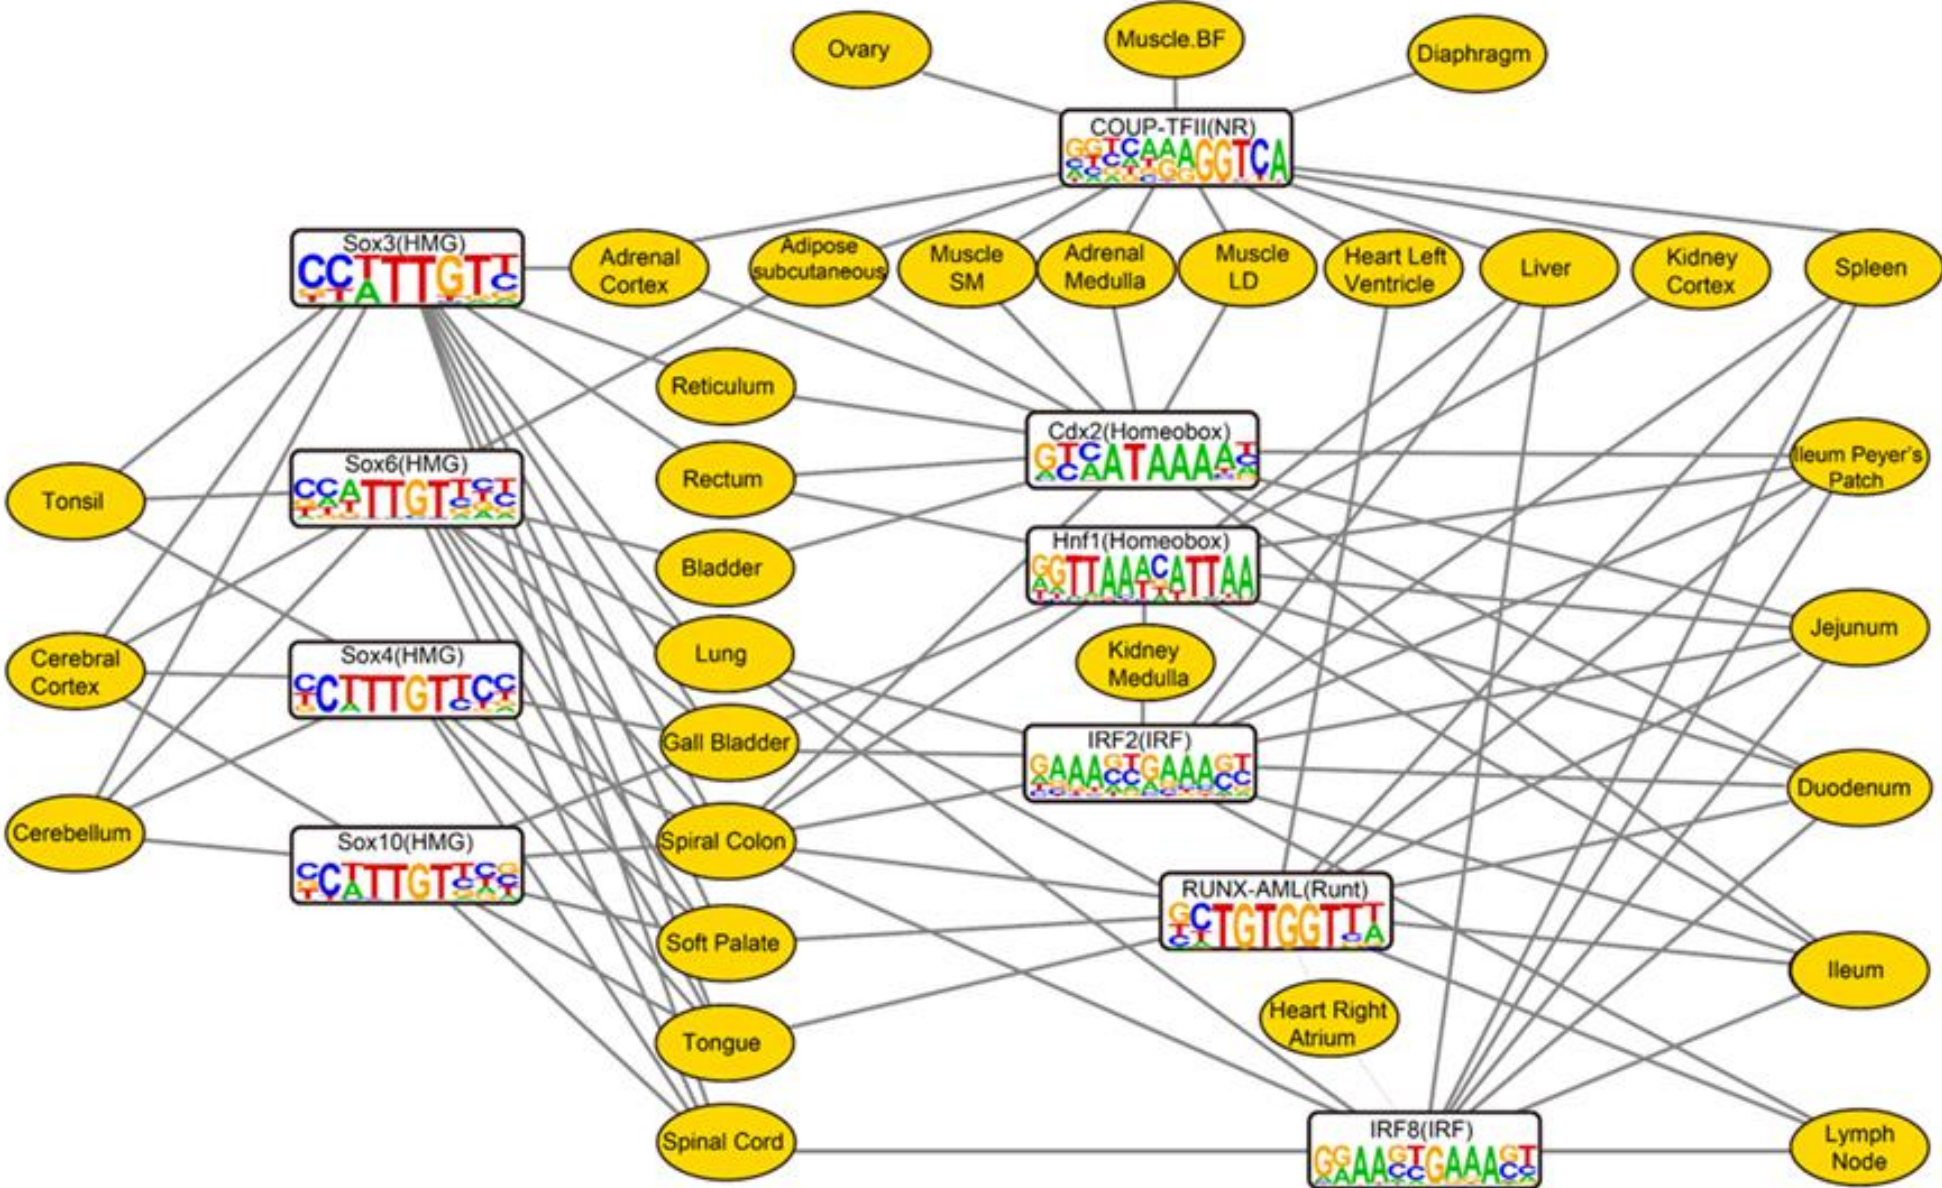 Ovary
Muscle.BF
Diaphragm
COUP-TFII(NR)
Sox3(HMG)
Adrenal
Cortex
Adipose
subcutaneous
Muscle
SM
Adrenal
Medulla
Muscle
LD
Heart Left
Ventricle
Liver
Kidney
Cortex
Spleen
Reticulum
Cdx2(Homeobox)
Ileum Peyer's
Patch
Sox6(HMG)
Rectum
Tonsil
Hnf1(Homeobox)
Bladder
Jejunum
Cerebral
Cortex
Sox4(HMG)
Lung
Kidney
Medulla
Gall Bladder
IRF2(IRF)
Duodenum
Cerebellum
Sox10(HMG)
Spiral Colon
RUNX-AML(Runt)
Soft Palate
Ileum
Heart Right
Atrium
Tongue
Spinal Cord
IRF8(IRF)
Lymph
Node